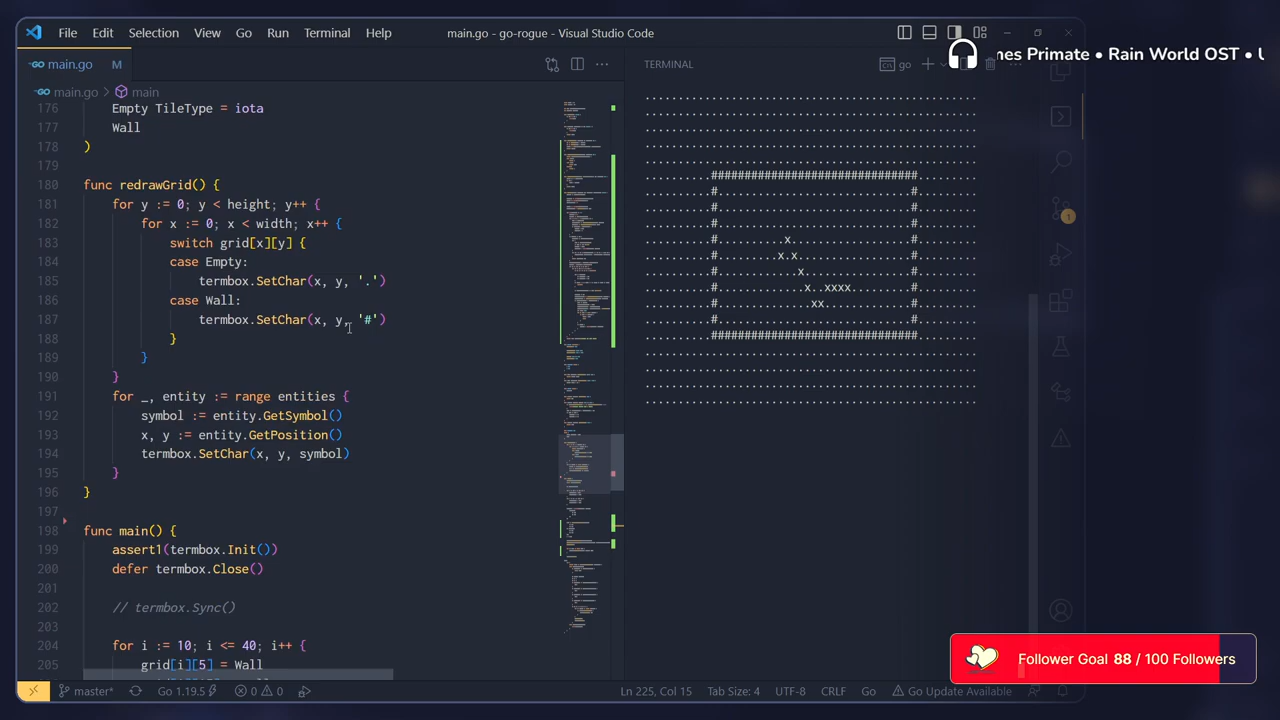 File Edit Selection View Go Run Terminal Help
main.go - go-rogue - Visual Studio Code
main.go M
TERMINAL
go
nes Primate • Rain World OST •
main.go > main
176 Empty TileType = iota
177 Wall
178 )
179
180 func redrawGrid() {
181 for y := 0; y < height; y++ {
182 for x := 0; x < width; x++ {
183 switch grid[x][y] {
184 case Empty:
185 termbox.SetChar(x, y, '.')
186 case Wall:
187 termbox.SetChar(x, y, '#')
188 }
189 }
190 }
191 for _, entity := range entities {
192 symbol := entity.GetSymbol()
193 x, y := entity.GetPosition()
194 termbox.SetChar(x, y, symbol)
195 }
196 }
197
198 func main() {
199 assert1(termbox.Init())
200 defer termbox.Close()
201
202 // termbox.Sync()
203
204 for i := 10; i <= 40; i++ {
205 grid[i][5] = Wall
1
Follower Goal 88 / 100 Followers
master* Go 1.19.5 0 0 Ln 225, Col 15 Tab Size: 4 UTF-8 CRLF Go Go Update Available